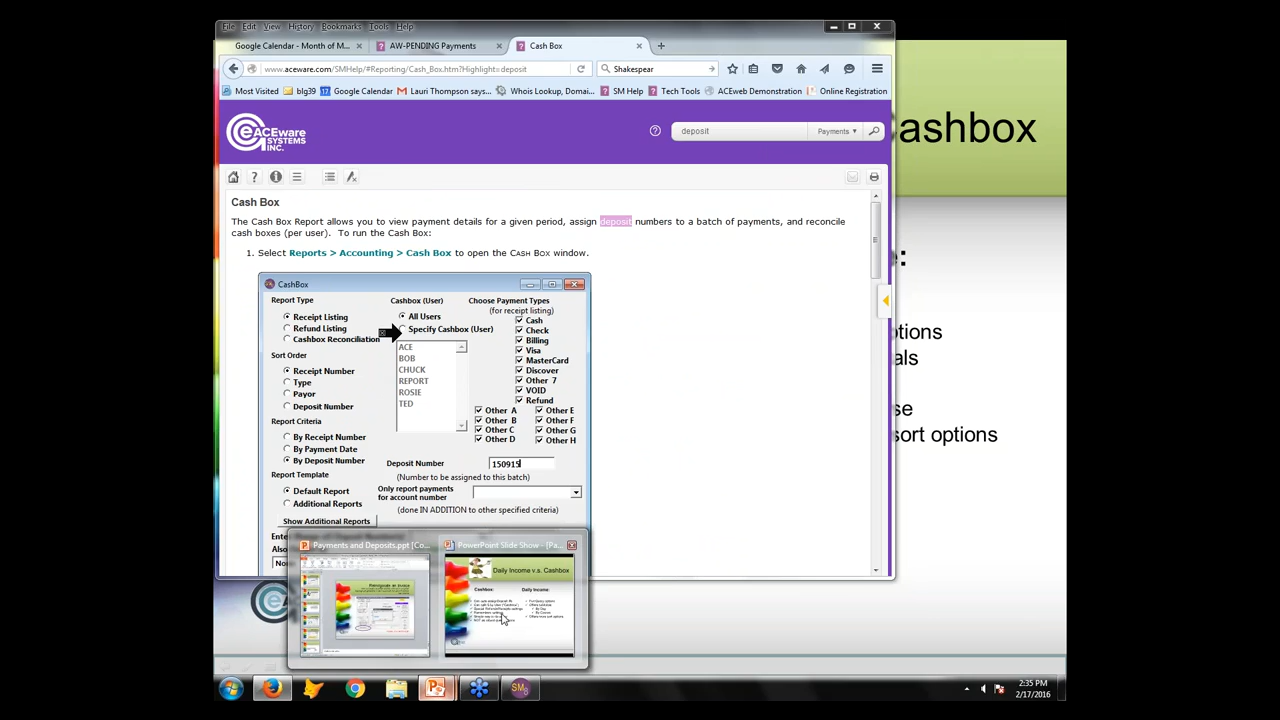 File Edit View History Bookmarks Tools Help
Google Calendar - Month of M...
AW-PENDING Payments
Cash Box
www.aceware.com/SMHelp/#Reporting/Cash_Box.htm?Highlight=deposit
Shakespear
Most Visited blg39 Google Calendar Lauri Thompson says... Whois Lookup, Domai... SM Help Tech Tools ACEweb Demonstration Online Registration
ACEWARE SYSTEMS INC.
deposit
Payments
ashbox
Cash Box
The Cash Box Report allows you to view payment details for a given period, assign deposit numbers to a batch of payments, and reconcile
cash boxes (per user). To run the Cash Box:
1. Select Reports > Accounting > Cash Box to open the CASH BOX window.
CashBox
Report Type
Receipt Listing
Refund Listing
Cashbox Reconciliation
Sort Order
Receipt Number
Type
Payor
Deposit Number
Report Criteria
By Receipt Number
By Payment Date
By Deposit Number
Report Template
Default Report
Additional Reports
Show Additional Reports
Cashbox (User)
All Users
Specify Cashbox (User)
ACE
BOB
CHUCK
REPORT
ROSIE
TED
Choose Payment Types
(for receipt listing)
Cash
Check
Billing
Visa
MasterCard
Discover
Other 7
VOID
Refund
Other A Other E
Other B Other F
Other C Other G
Other D Other H
Deposit Number 150915
(Number to be assigned to this batch)
Only report payments
for account number
(done IN ADDITION to other specified criteria)
e:
otions
als
se
sort options
Payments and Deposits.ppt [Co...
PowerPoint Slide Show - [Pa...
Daily Income v.s. Cashbox
Cashbox:
Daily Income:
2:35 PM
2/17/2016